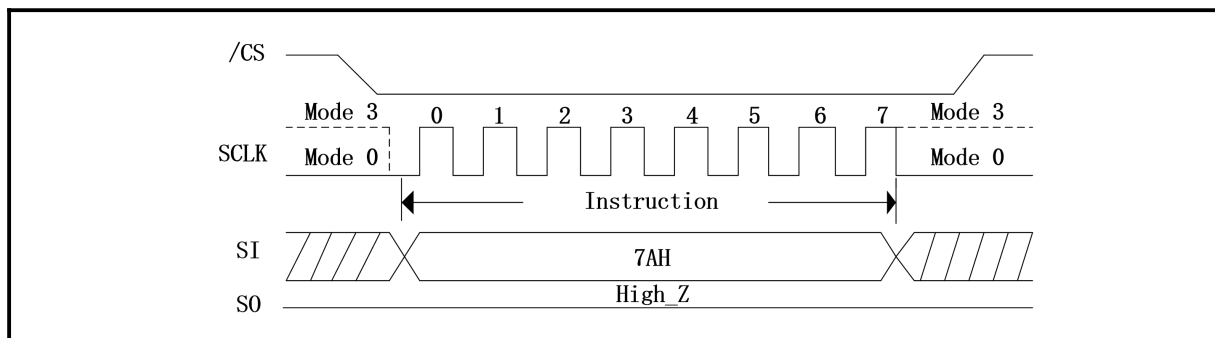 /CS
Mode 3 0 1 2 3 4 5 6 7 Mode 3
SCLK Mode 0 Mode 0
Instruction
SI 7AH
High_Z
SO